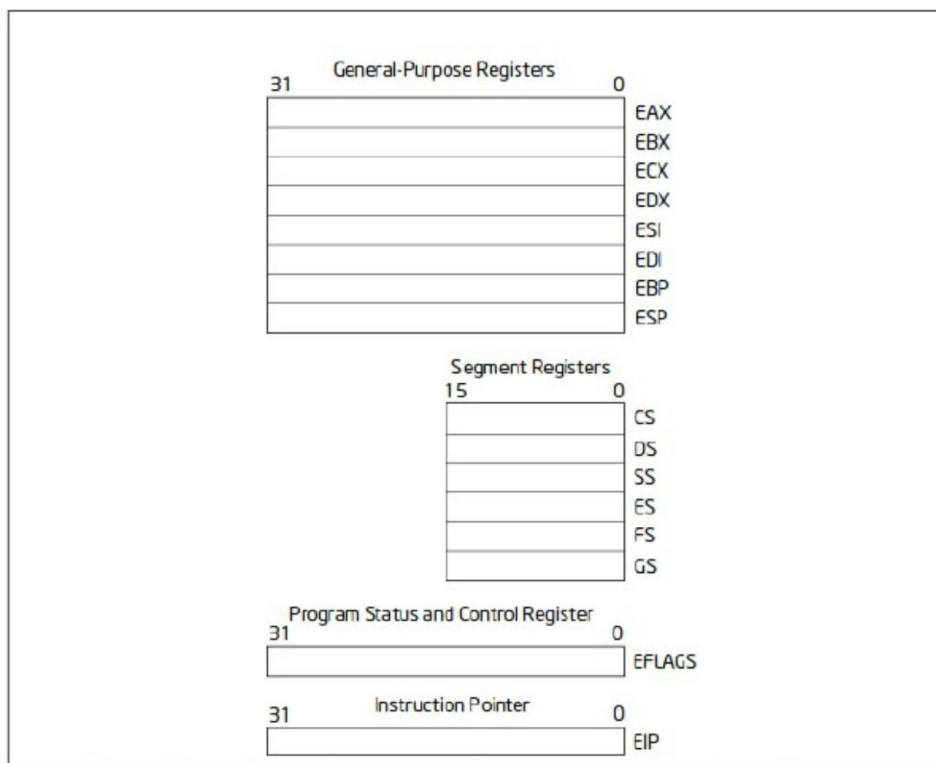 General-Purpose Registers
31 0
EAX
EBX
ECX
EDX
ESI
EDI
EBP
ESP
Segment Registers
15 0
CS
DS
SS
ES
FS
GS
Program Status and Control Register
31 0
EFLAGS
Instruction Pointer
31 0
EIP